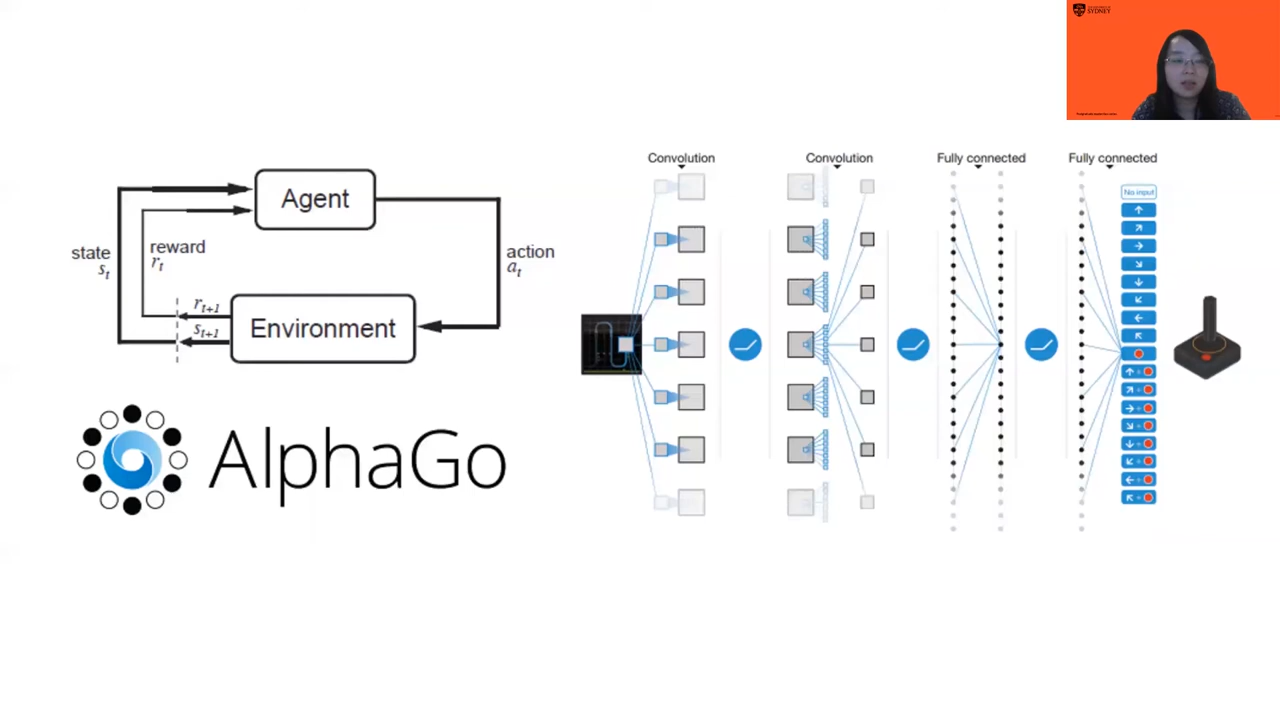 SYDNEY
Agent
state
s_t
reward
r_t
action
a_t
r_t+1
s_t+1
Environment
AlphaGo
Convolution
Convolution
Fully connected
Fully connected
No input